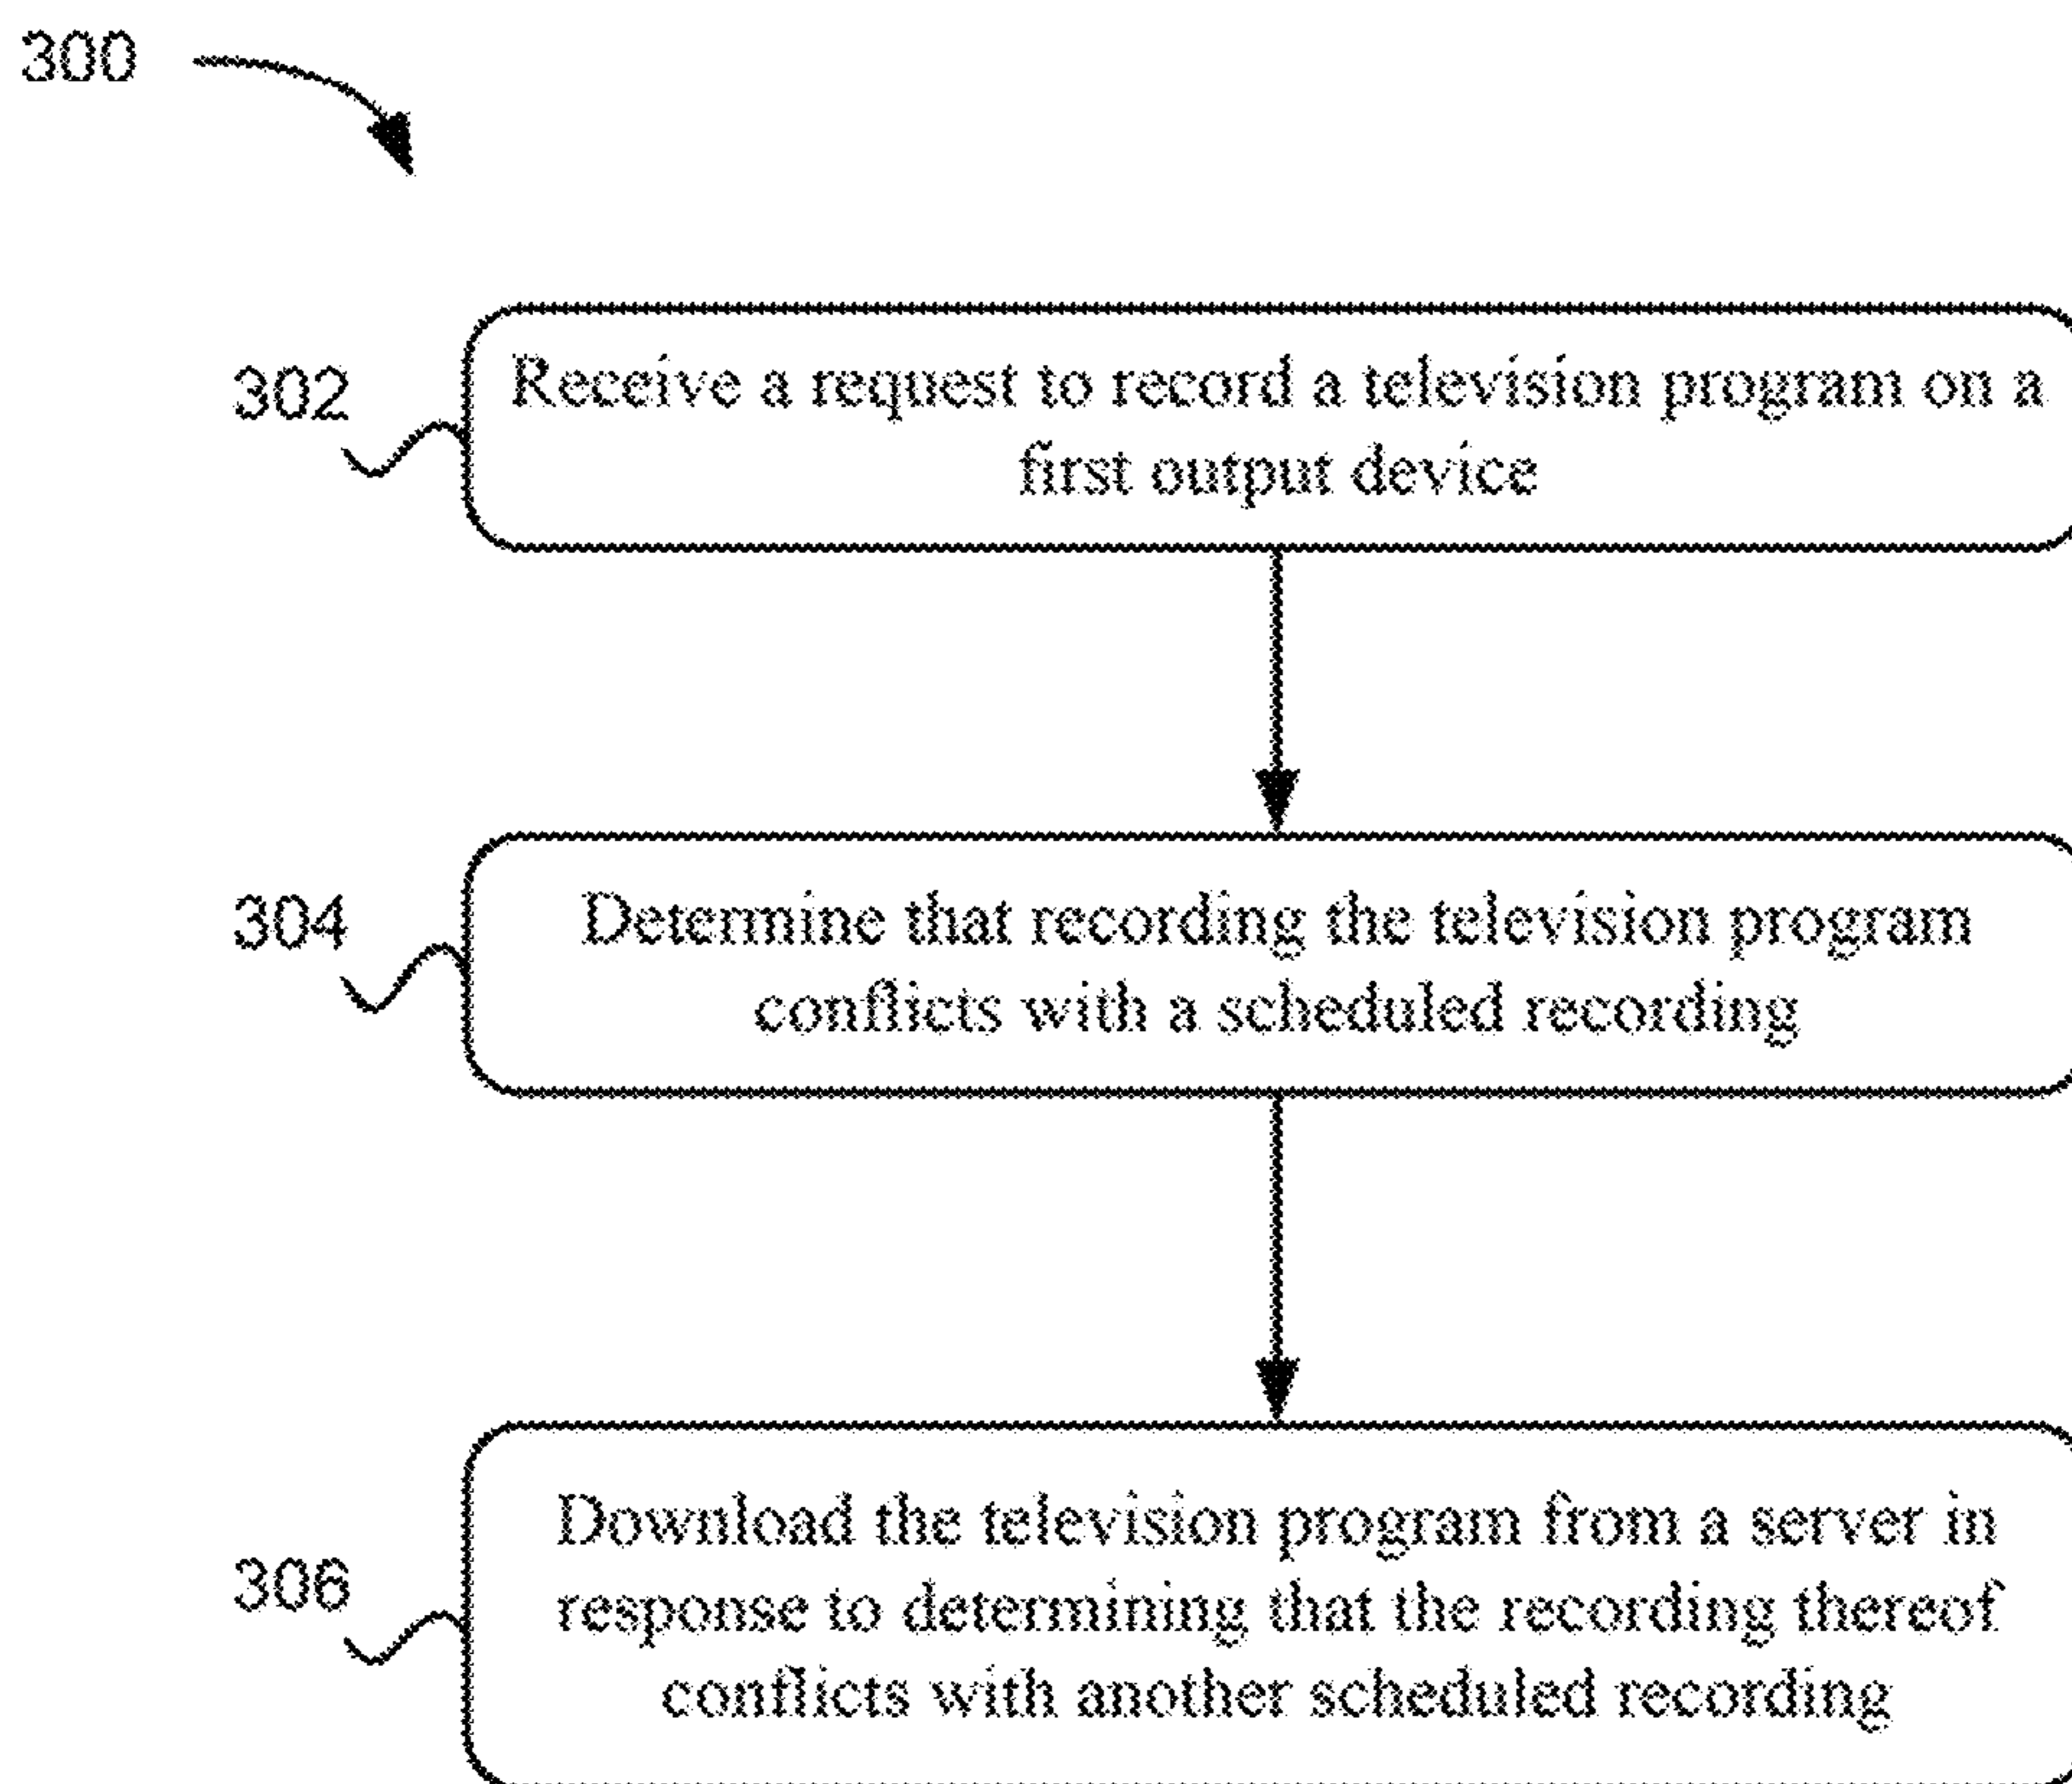 300
302
Receive a request to record a television program on a
first output device
304
Determine that recording the television program
conflicts with a scheduled recording
306
Download the television program from a server in
response to determining that the recording thereof
conflicts with another scheduled recording